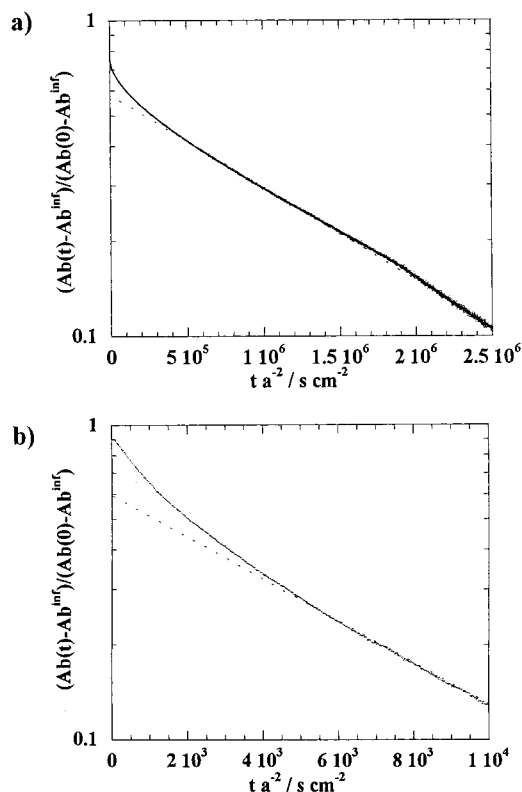 a)
1
(Ab(t)-Ab^inf)/(Ab(0)-Ab^inf)
0.1
0 5 10^5 1 10^6 1.5 10^6 2 10^6 2.5 10^6
t a^-2 / s cm^-2
b)
1
(Ab(t)-Ab^inf)/(Ab(0)-Ab^inf)
0.1
0 2 10^3 4 10^3 6 10^3 8 10^3 1 10^4
t a^-2 / s cm^-2